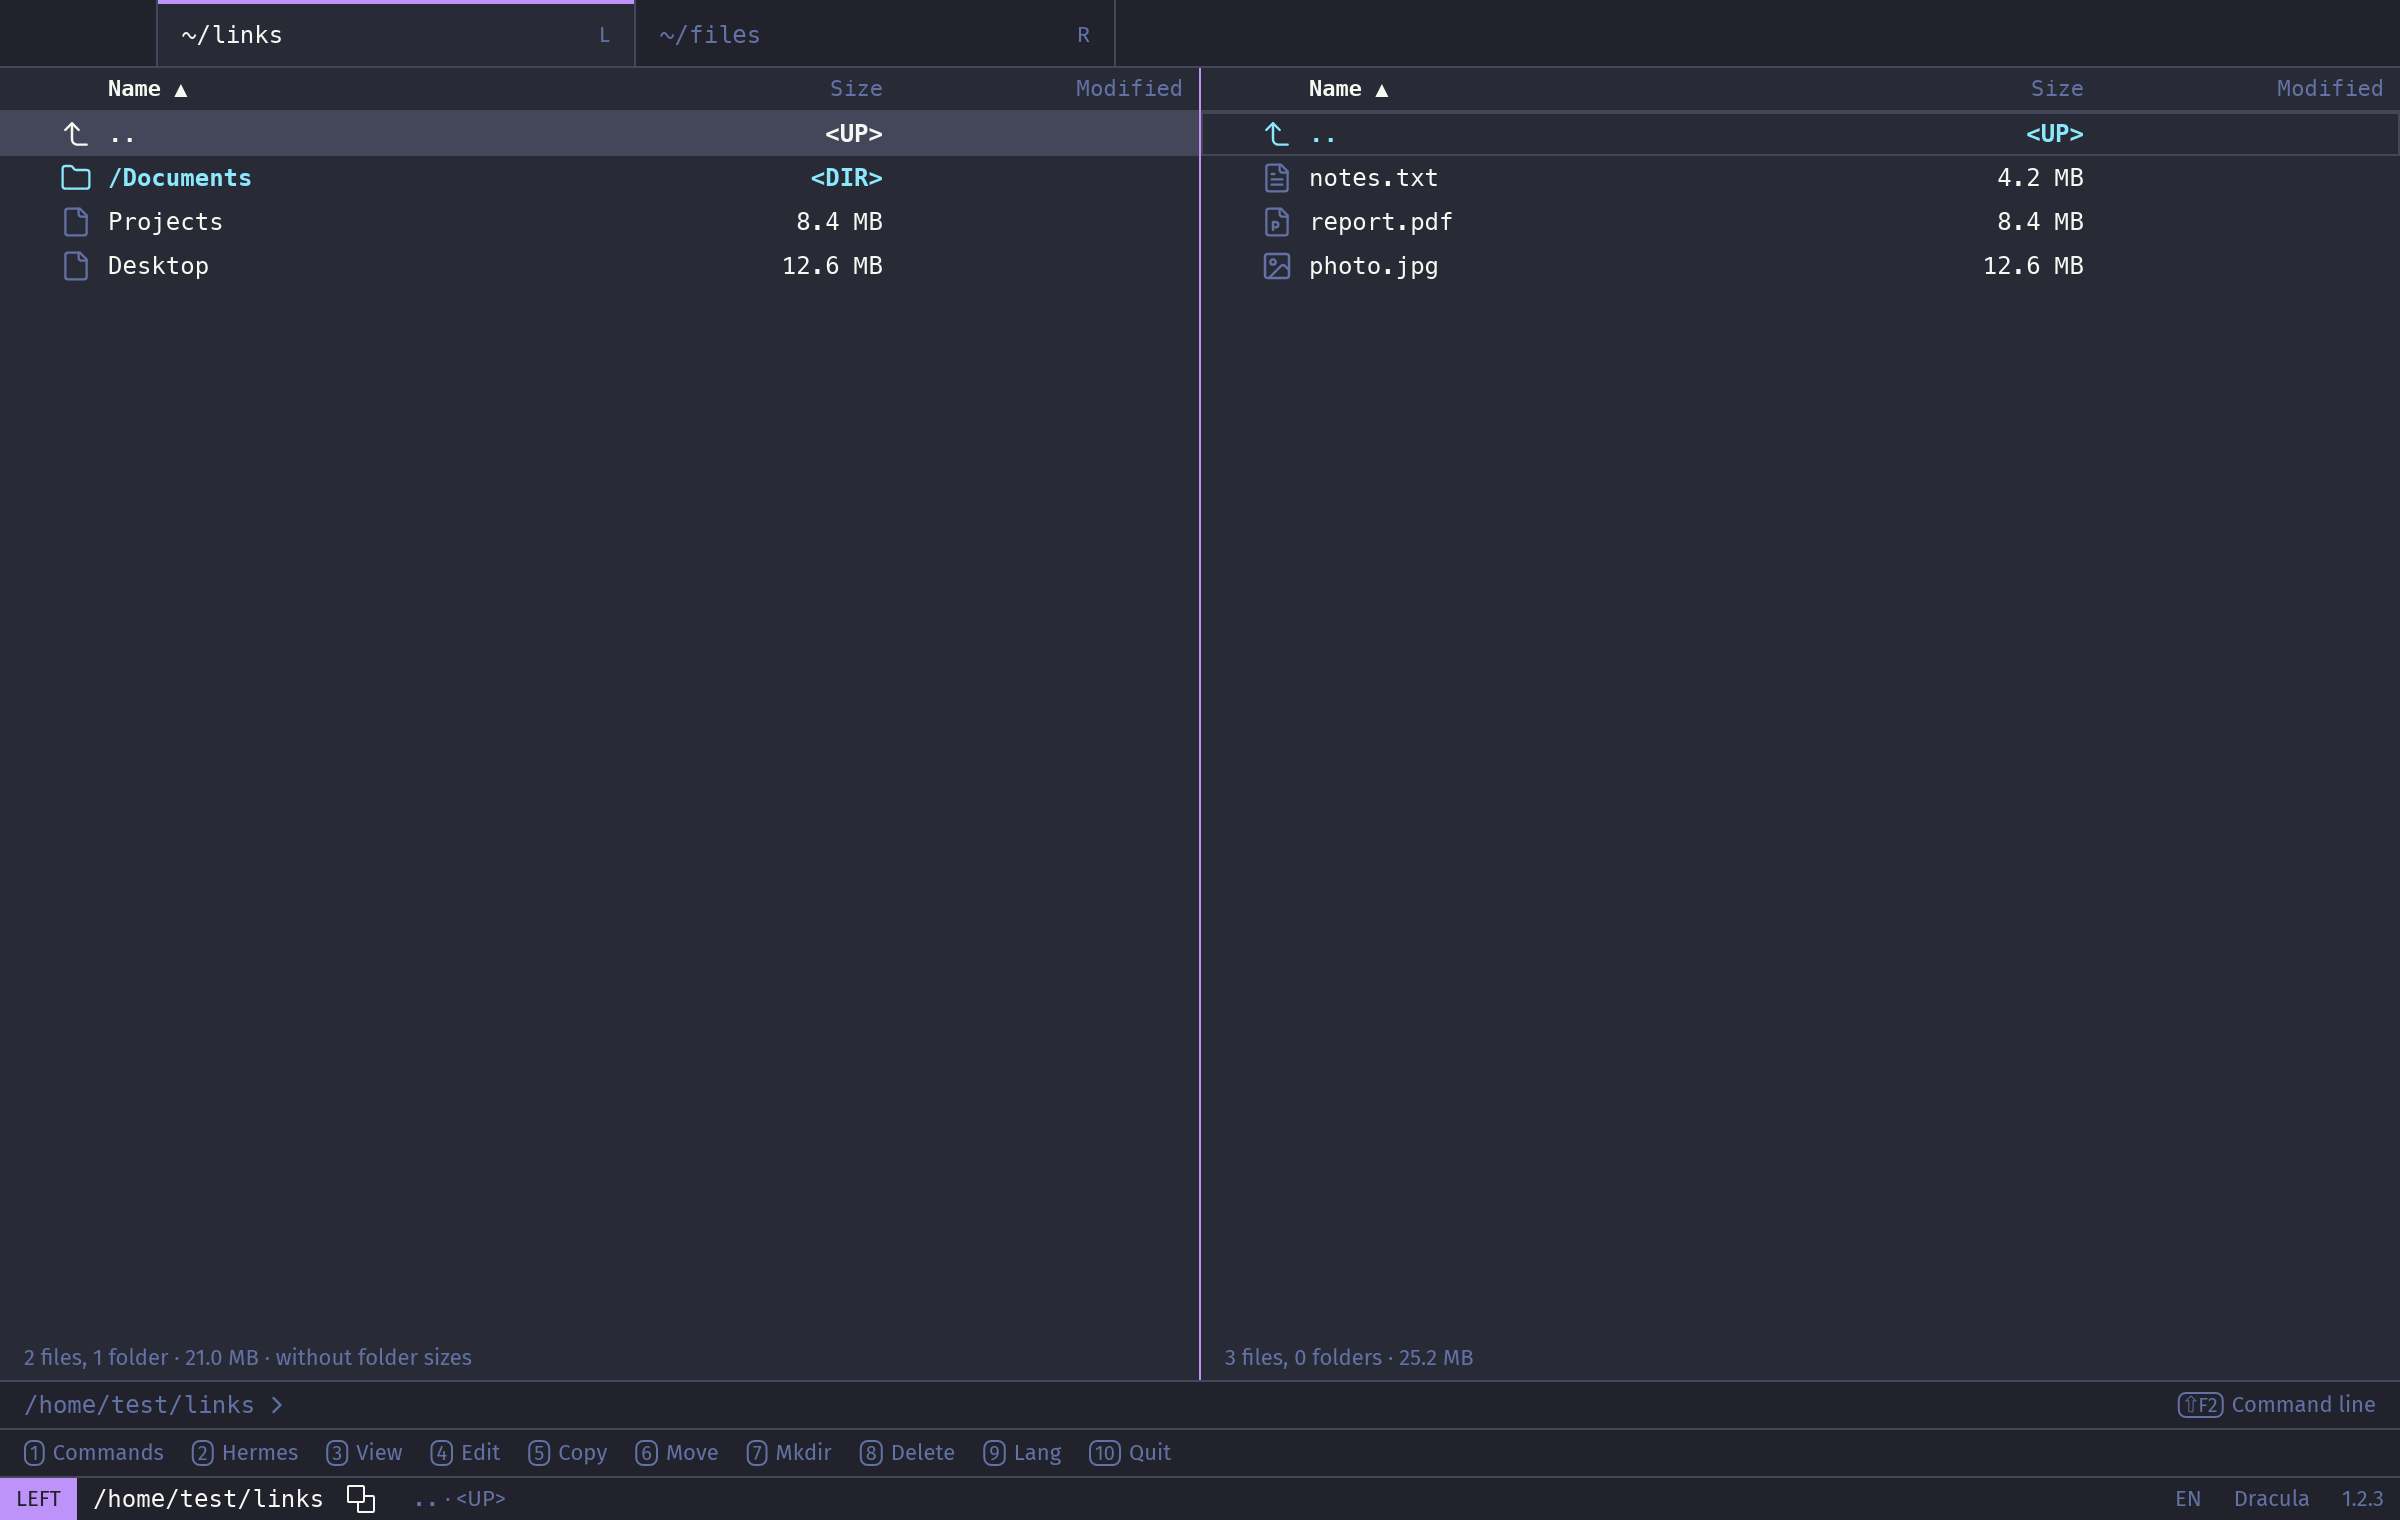 ~/links L ~/files R
Name ▲ Size Modified Name ▲ Size Modified
.. <UP> .. <UP>
/Documents <DIR> notes.txt 4.2 MB
Projects 8.4 MB report.pdf 8.4 MB
Desktop 12.6 MB photo.jpg 12.6 MB
2 files, 1 folder · 21.0 MB · without folder sizes 3 files, 0 folders · 25.2 MB
/home/test/links > ⇧F2 Command line
1 Commands 2 Hermes 3 View 4 Edit 5 Copy 6 Move 7 Mkdir 8 Delete 9 Lang 10 Quit
LEFT /home/test/links .. · <UP> EN Dracula 1.2.3